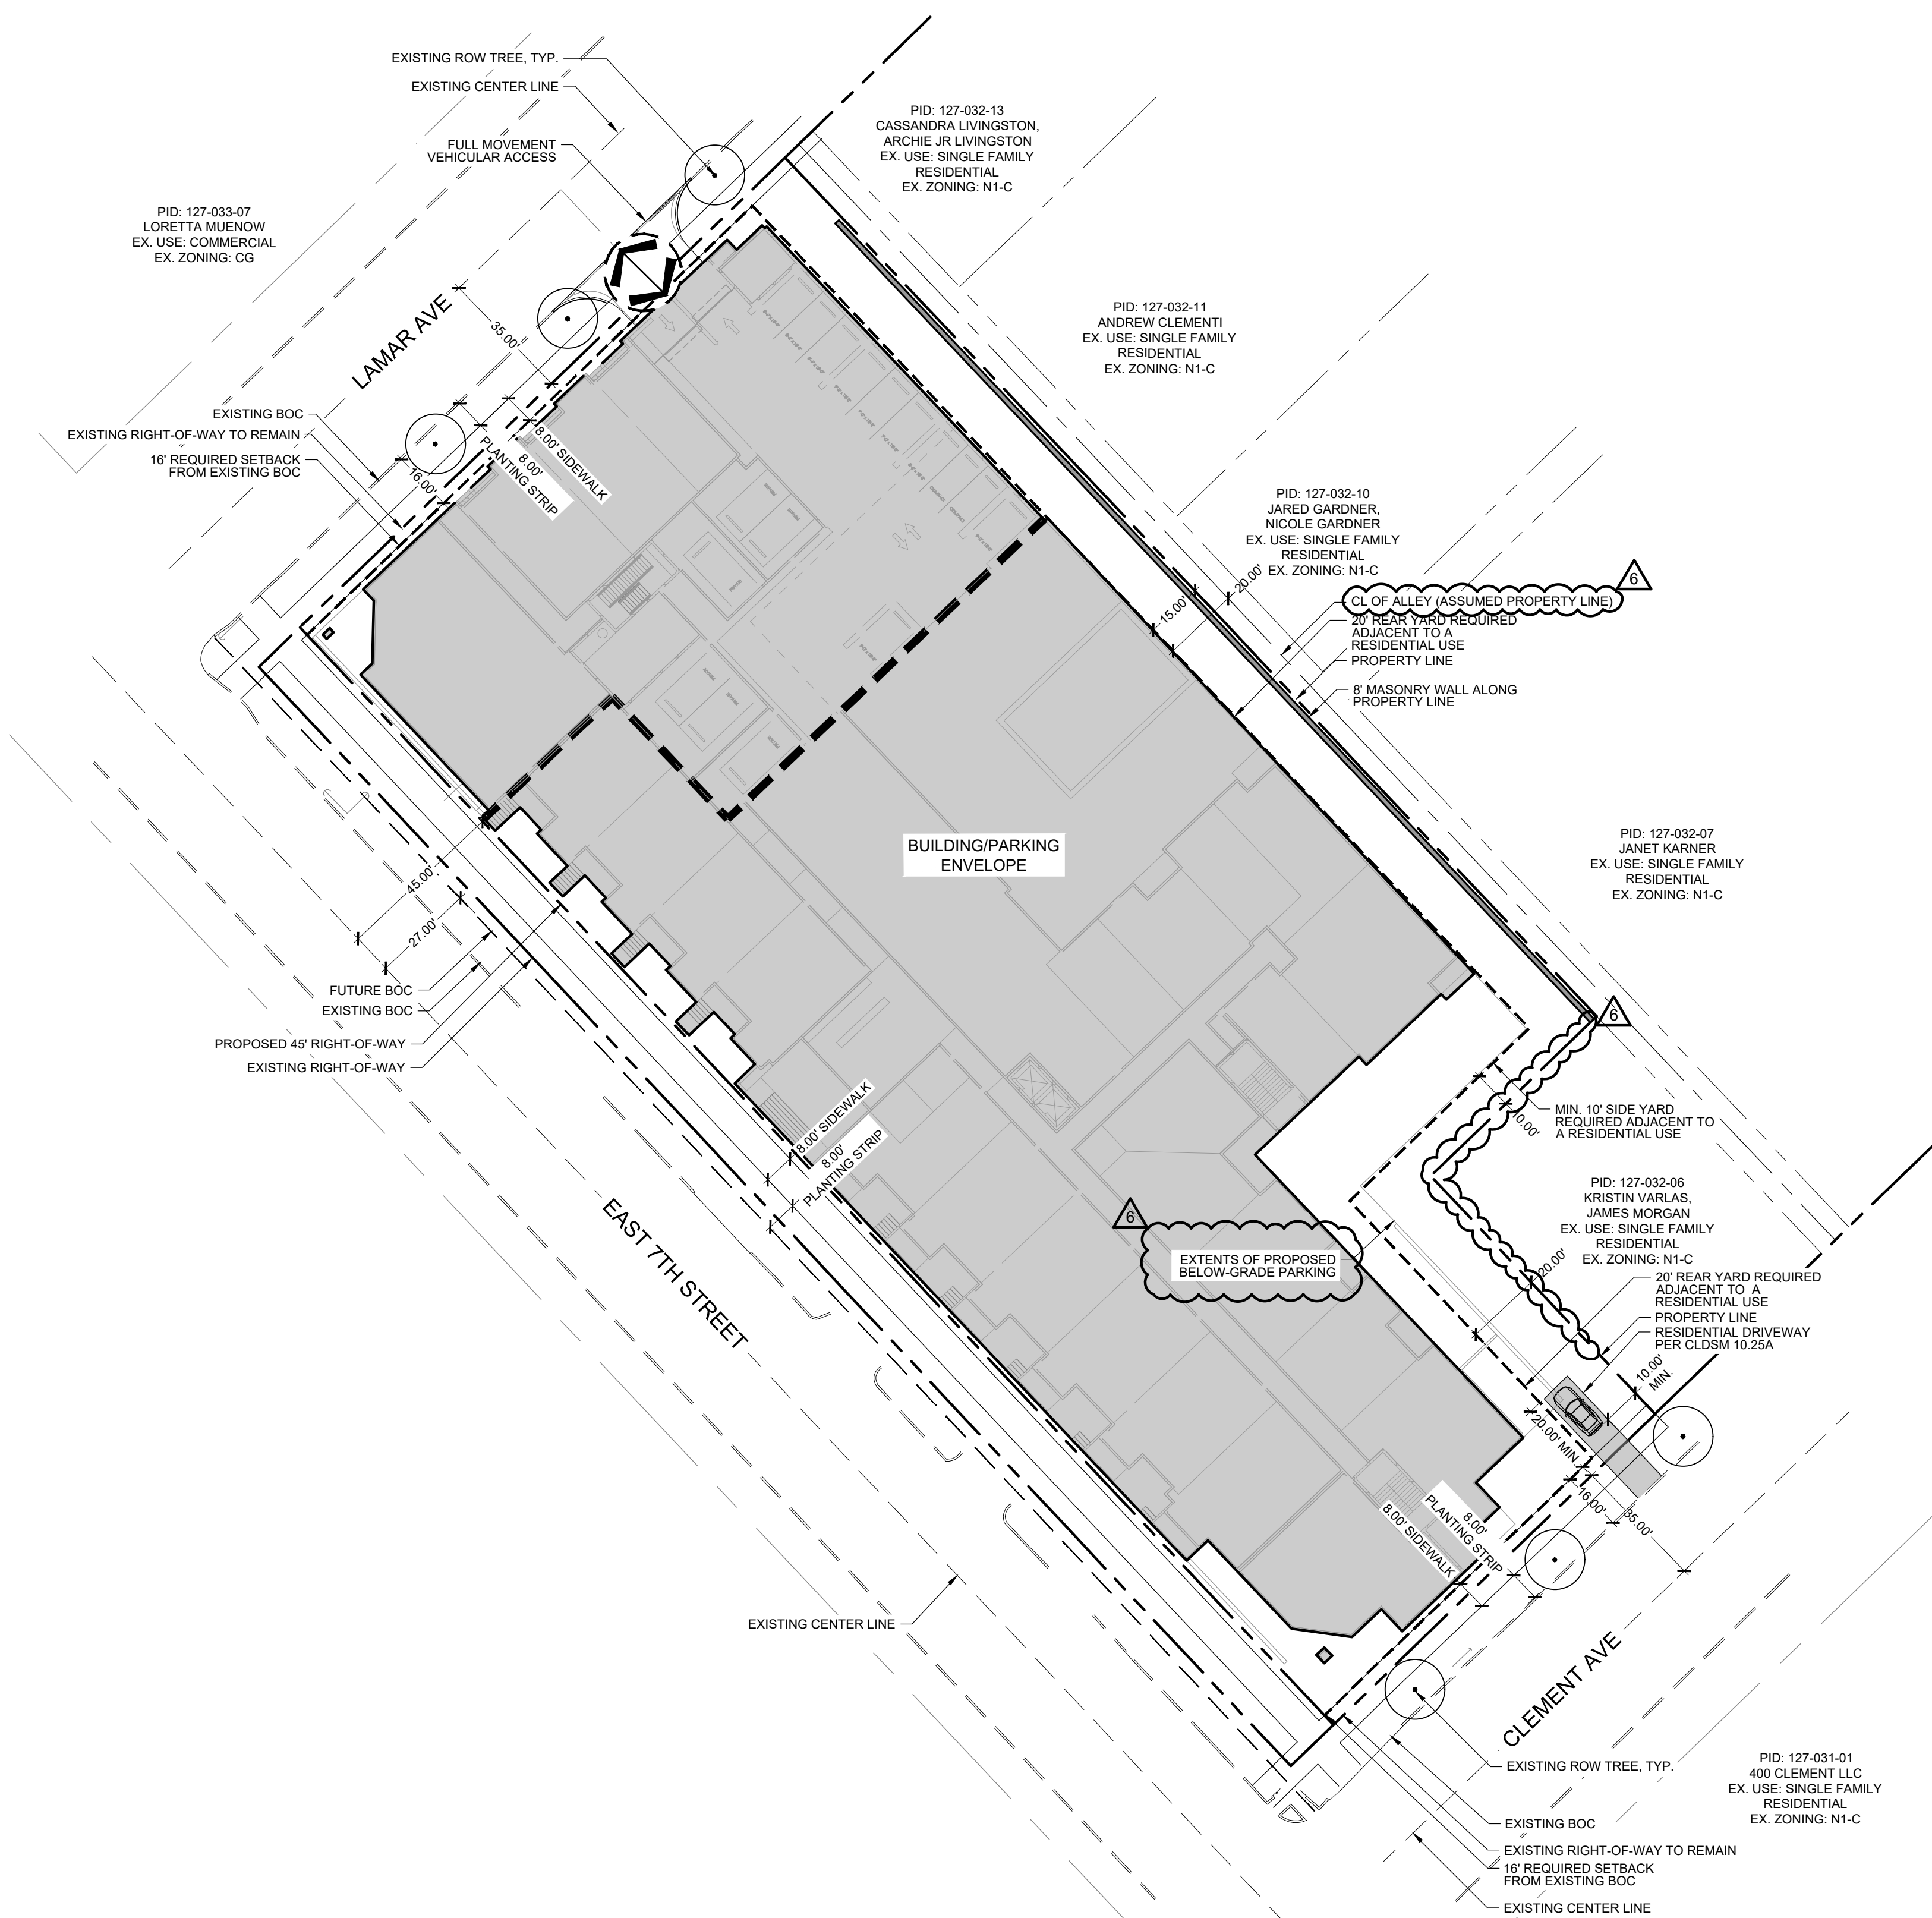 EXISTING ROW TREE, TYP.
EXISTING CENTER LINE
FULL MOVEMENT
VEHICULAR ACCESS
PID: 127-032-13
CASSANDRA LIVINGSTON,
ARCHIE JR LIVINGSTON
EX. USE: SINGLE FAMILY
RESIDENTIAL
EX. ZONING: N1-C
PID: 127-033-07
LORETTA MUENOW
EX. USE: COMMERCIAL
EX. ZONING: CG
LAMAR AVE
35.00'
PID: 127-032-11
ANDREW CLEMENTI
EX. USE: SINGLE FAMILY
RESIDENTIAL
EX. ZONING: N1-C
EXISTING BOC
EXISTING RIGHT-OF-WAY TO REMAIN
16' REQUIRED SETBACK
FROM EXISTING BOC
16.00'
8.00'
PLANTING STRIP
8.00' SIDEWALK
PID: 127-032-10
JARED GARDNER,
NICOLE GARDNER
EX. USE: SINGLE FAMILY
RESIDENTIAL
EX. ZONING: N1-C
15.00'
20.00'
6
CL OF ALLEY (ASSUMED PROPERTY LINE)
20' REAR YARD REQUIRED
ADJACENT TO A
RESIDENTIAL USE
PROPERTY LINE
8' MASONRY WALL ALONG
PROPERTY LINE
BUILDING/PARKING
ENVELOPE
PID: 127-032-07
JANET KARNER
EX. USE: SINGLE FAMILY
RESIDENTIAL
EX. ZONING: N1-C
45.00'
27.00'
FUTURE BOC
EXISTING BOC
PROPOSED 45' RIGHT-OF-WAY
EXISTING RIGHT-OF-WAY
6
10.00'
MIN. 10' SIDE YARD
REQUIRED ADJACENT TO
A RESIDENTIAL USE
8.00' SIDEWALK
8.00'
PLANTING STRIP
EAST 7TH STREET
6
EXTENTS OF PROPOSED
BELOW-GRADE PARKING
PID: 127-032-06
KRISTIN VARLAS,
JAMES MORGAN
EX. USE: SINGLE FAMILY
RESIDENTIAL
EX. ZONING: N1-C
20.00'
20' REAR YARD REQUIRED
ADJACENT TO A
RESIDENTIAL USE
PROPERTY LINE
RESIDENTIAL DRIVEWAY
PER CLDSM 10.25A
10.00'
MIN.
20.00' MIN.
16.00'
35.00'
8.00'
PLANTING STRIP
8.00' SIDEWALK
EXISTING CENTER LINE
CLEMENT AVE
PID: 127-031-01
400 CLEMENT LLC
EX. USE: SINGLE FAMILY
RESIDENTIAL
EX. ZONING: N1-C
EXISTING ROW TREE, TYP.
EXISTING BOC
EXISTING RIGHT-OF-WAY TO REMAIN
16' REQUIRED SETBACK
FROM EXISTING BOC
EXISTING CENTER LINE